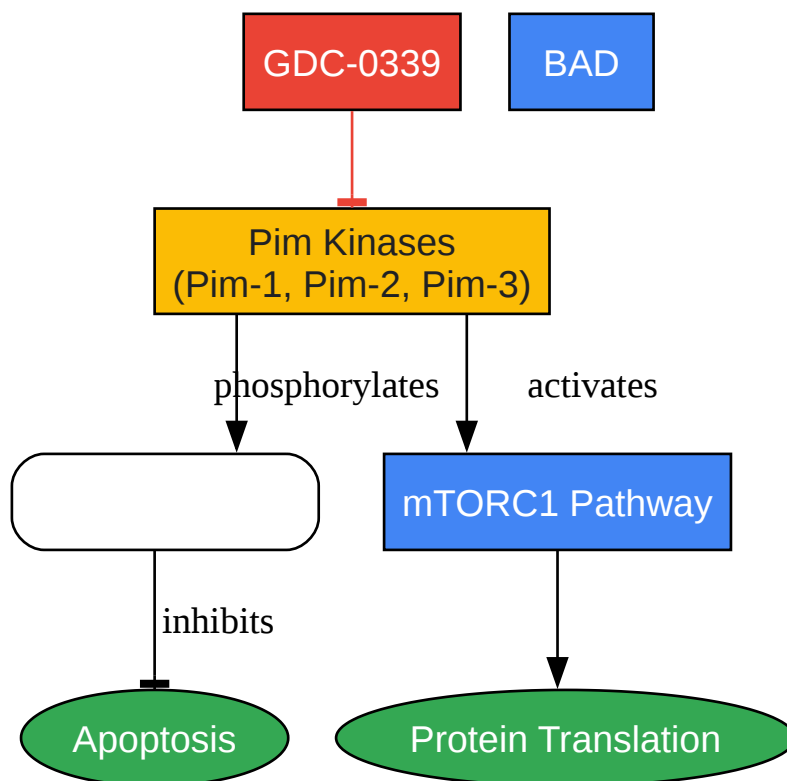 GDC-0339
BAD
Pim Kinases
(Pim-1, Pim-2, Pim-3)
phosphorylates
activates
mTORC1 Pathway
inhibits
Apoptosis
Protein Translation